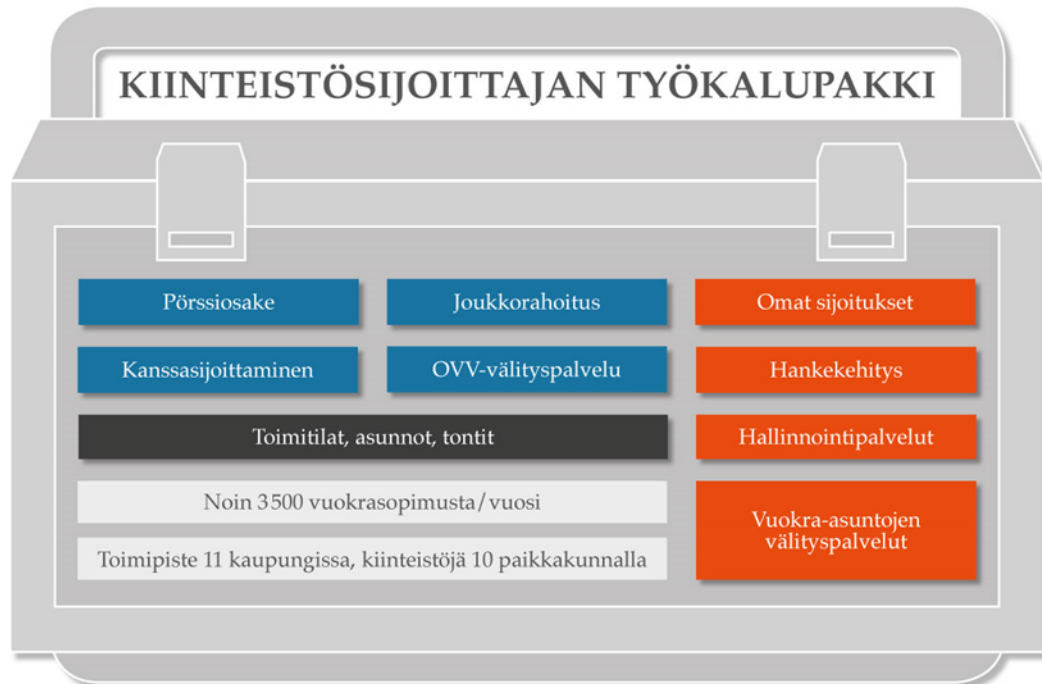 KIINTEISTÖSIJOITTAJAN TYÖKALUPAKKI
Pörssiosake
Joukkorahoitus
Omat sijoitukset
Kanssasijoittaminen
OVV-välityspalvelu
Hankekehitys
Toimitilat, asunnot, tontit
Hallinnointipalvelut
Noin 3500 vuokrasopimusta/vuosi
Vuokra-asuntojen
välityspalvelut
Toimipiste 11 kaupungissa, kiinteistöjä 10 paikkakunnalla